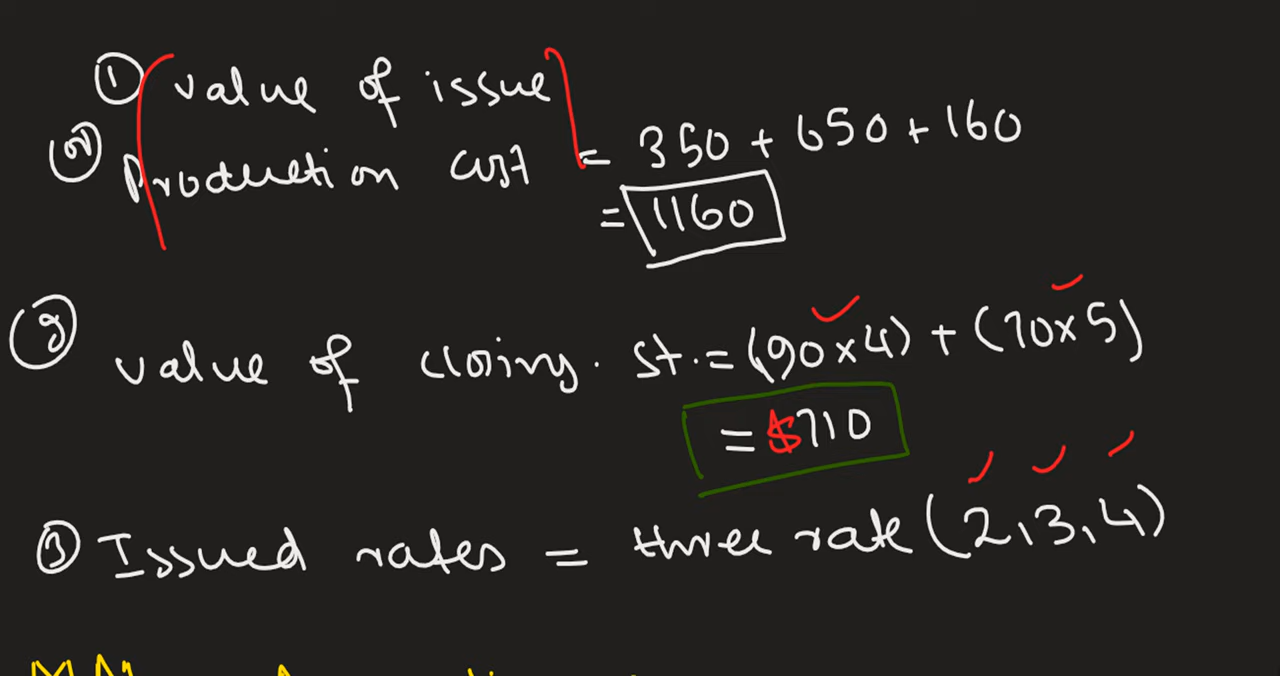 ① value of issue
② Production cost = 350 + 650 + 160
= 1160
② value of closing. st. = (90×4) + (70×5)
= $710
③ Issued rates = three rate (2,3,4)